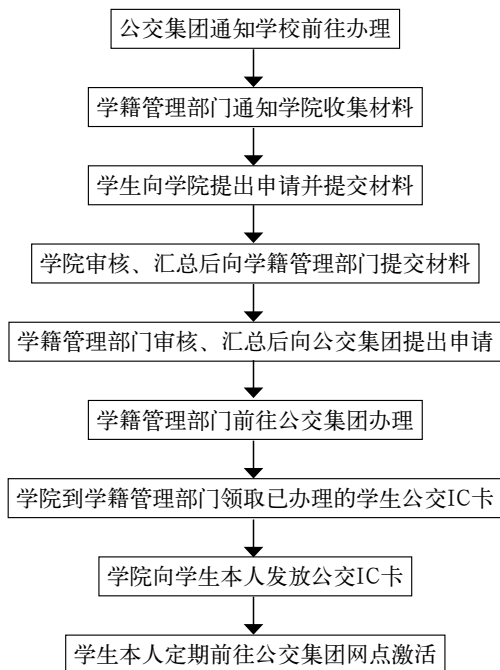 公交集团通知学校前往办理
学籍管理部门通知学院收集材料
学生向学院提出申请并提交材料
学院审核、汇总后向学籍管理部门提交材料
学籍管理部门审核、汇总后向公交集团提出申请
学籍管理部门前往公交集团办理
学院到学籍管理部门领取已办理的学生公交IC卡
学院向学生本人发放公交IC卡
学生本人定期前往公交集团网点激活